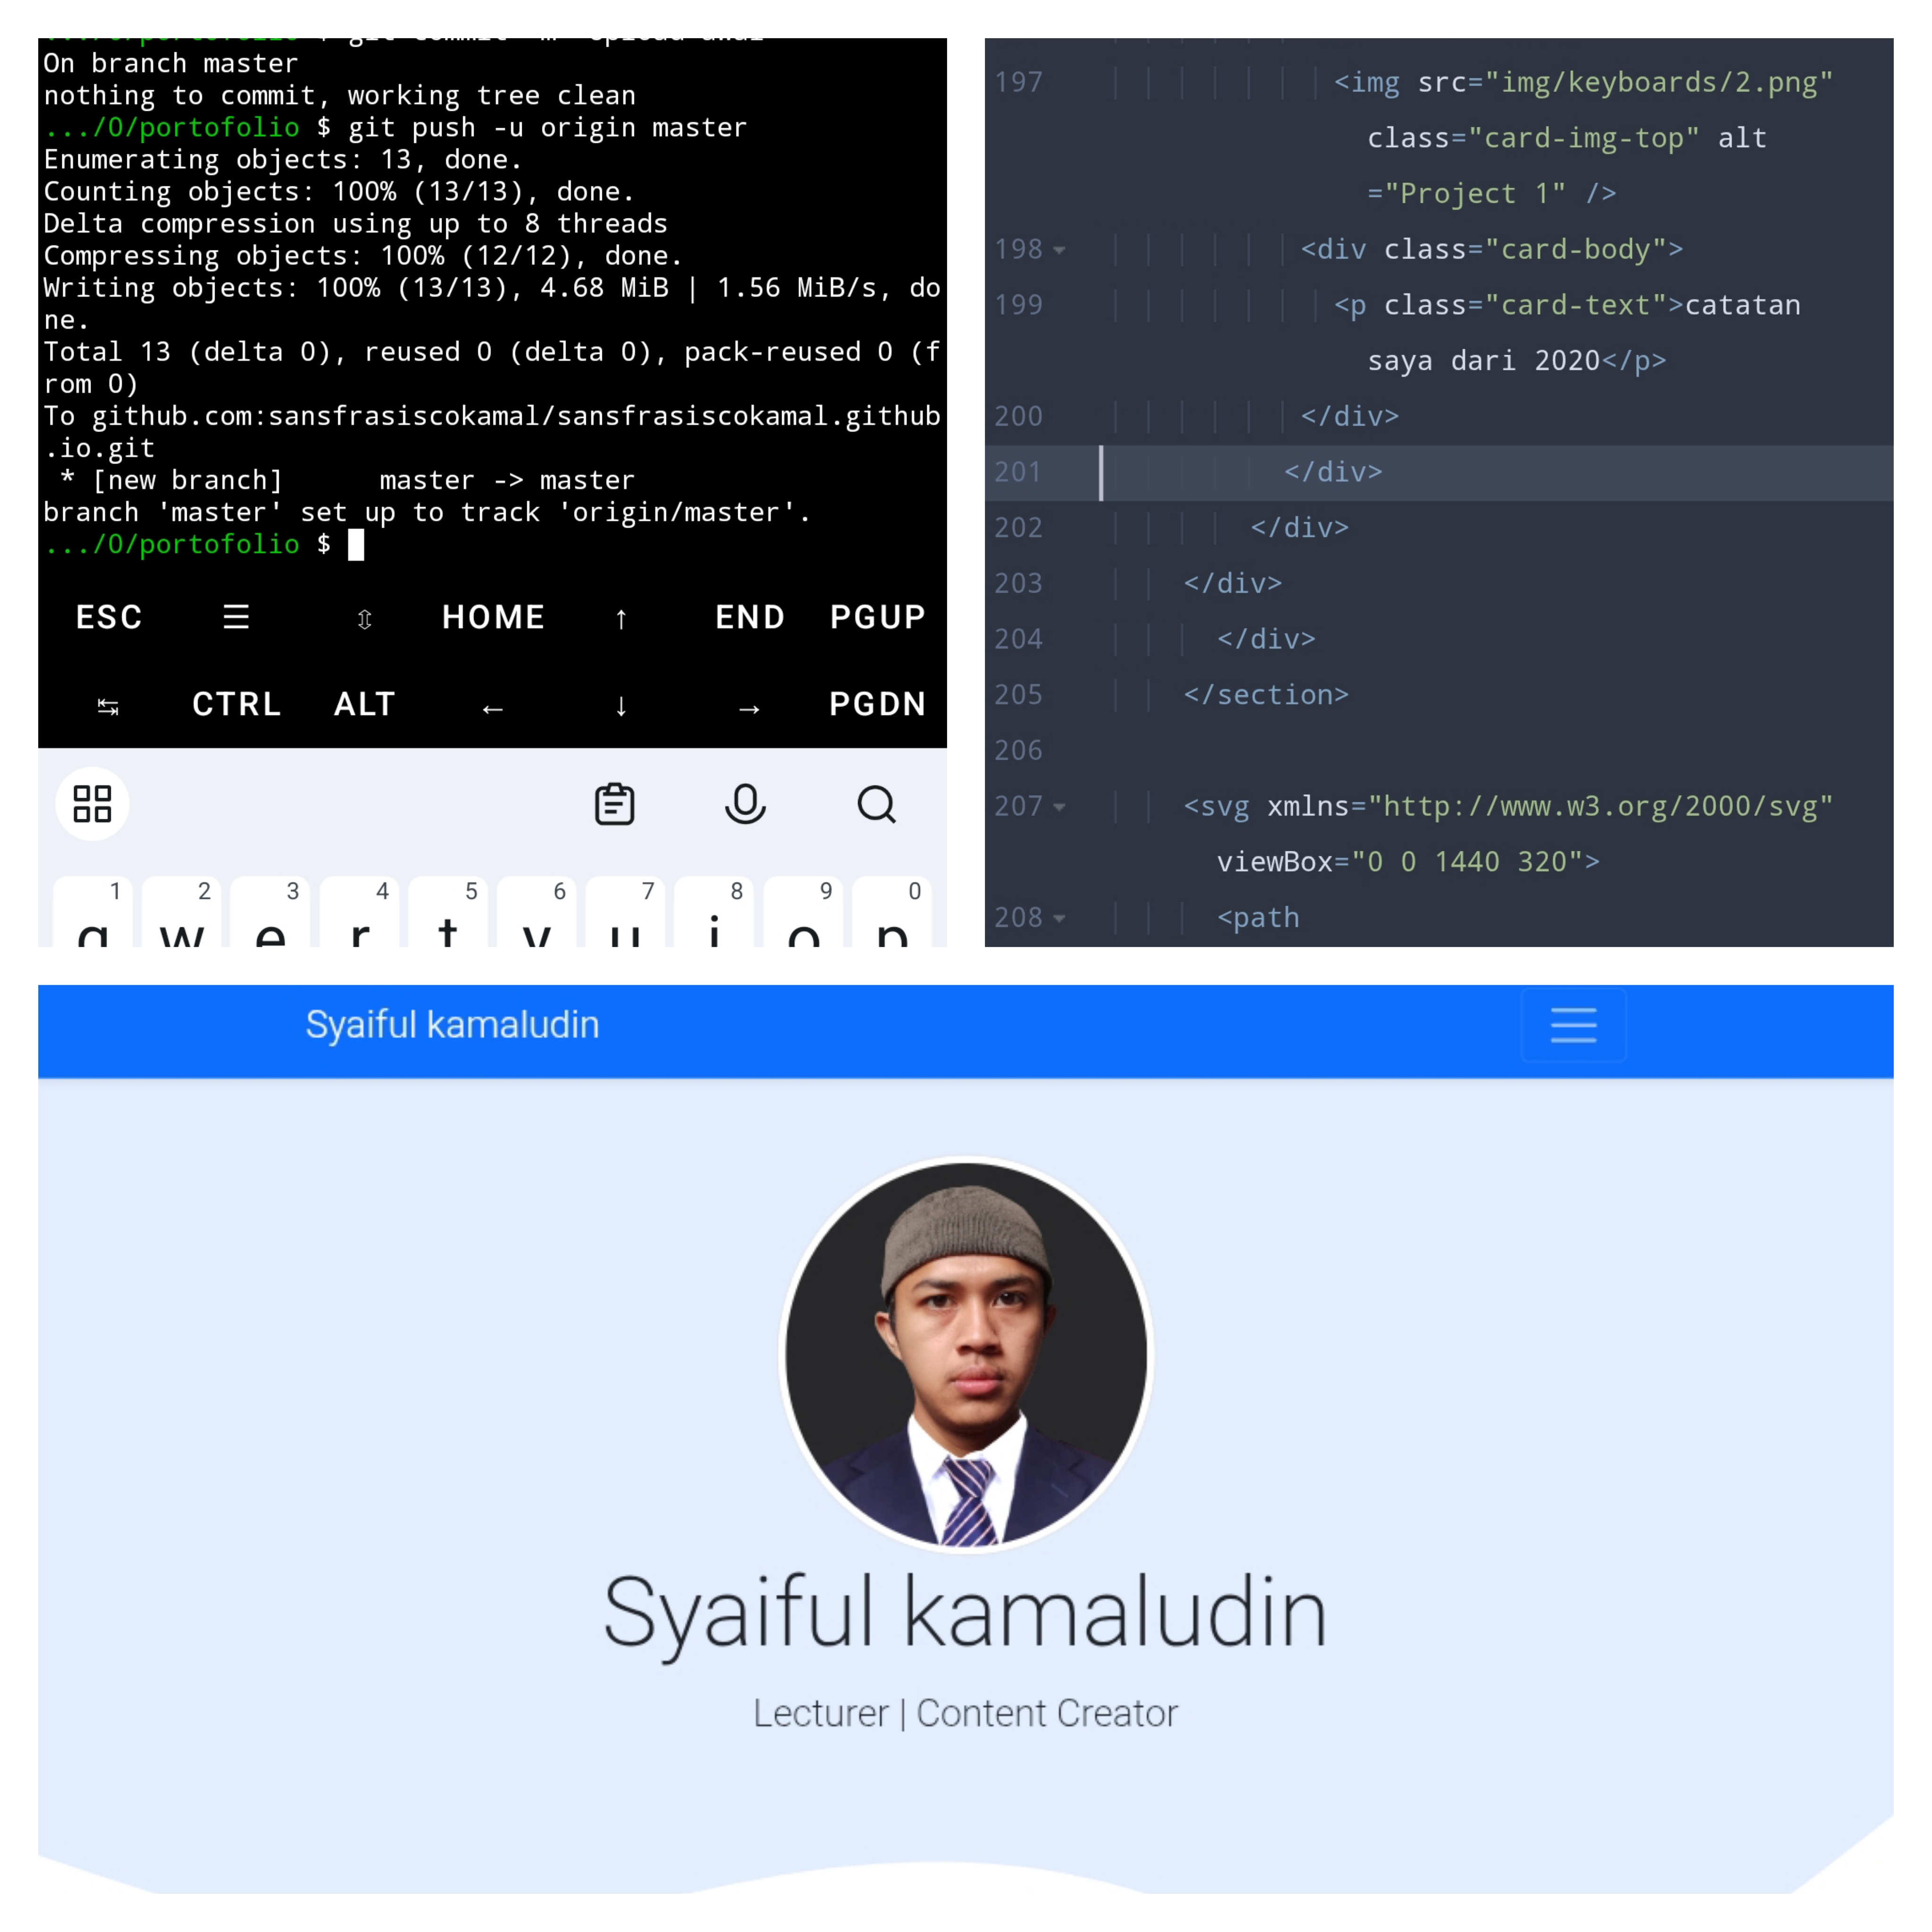 On branch master
nothing to commit, working tree clean
.../0/portofolio $ git push -u origin master
Enumerating objects: 13, done.
Counting objects: 100% (13/13), done.
Delta compression using up to 8 threads
Compressing objects: 100% (12/12), done.
Writing objects: 100% (13/13), 4.68 MiB | 1.56 MiB/s, do
ne.
Total 13 (delta 0), reused 0 (delta 0), pack-reused 0 (f
rom 0)
To github.com:sansfrasiscokamal/sansfrasiscokamal.github
.io.git
* [new branch]      master -> master
branch 'master' set up to track 'origin/master'.
.../0/portofolio $
ESC ☰ ⇳ HOME ↑ END PGUP
↹ CTRL ALT ← ↓ → PGDN
1 2 3 4 5 6 7 8 9 0
q w e r t y u i o p
197 <img src="img/keyboards/2.png"
class="card-img-top" alt
="Project 1" />
198 <div class="card-body">
199 <p class="card-text">catatan
saya dari 2020</p>
200 </div>
201 </div>
202 </div>
203 </div>
204 </div>
205 </section>
206
207 <svg xmlns="http://www.w3.org/2000/svg"
viewBox="0 0 1440 320">
208 <path
Syaiful kamaludin
Syaiful kamaludin
Lecturer | Content Creator